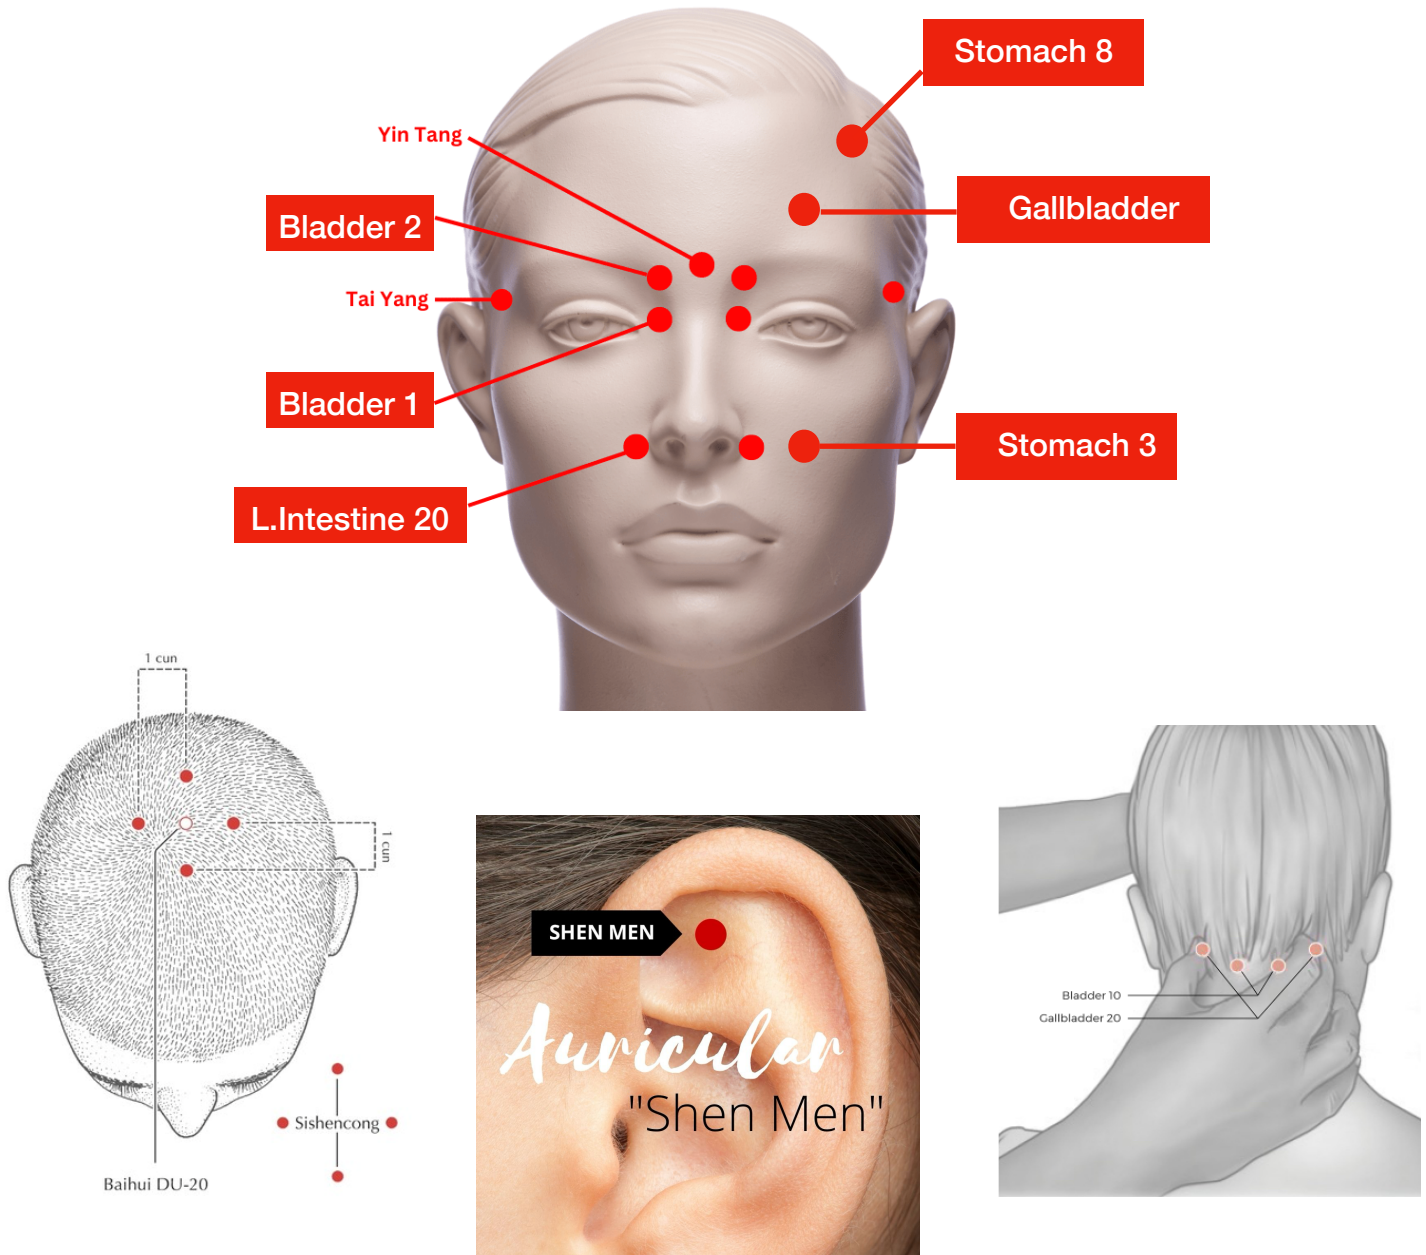 Stomach 8
Yin Tang
Gallbladder
Bladder 2
Tai Yang
Bladder 1
Stomach 3
L.Intestine 20
1 cun
1 cun
Sishencong
Baihui DU-20
SHEN MEN
Auricular
"Shen Men"
Bladder 10
Gallbladder 20